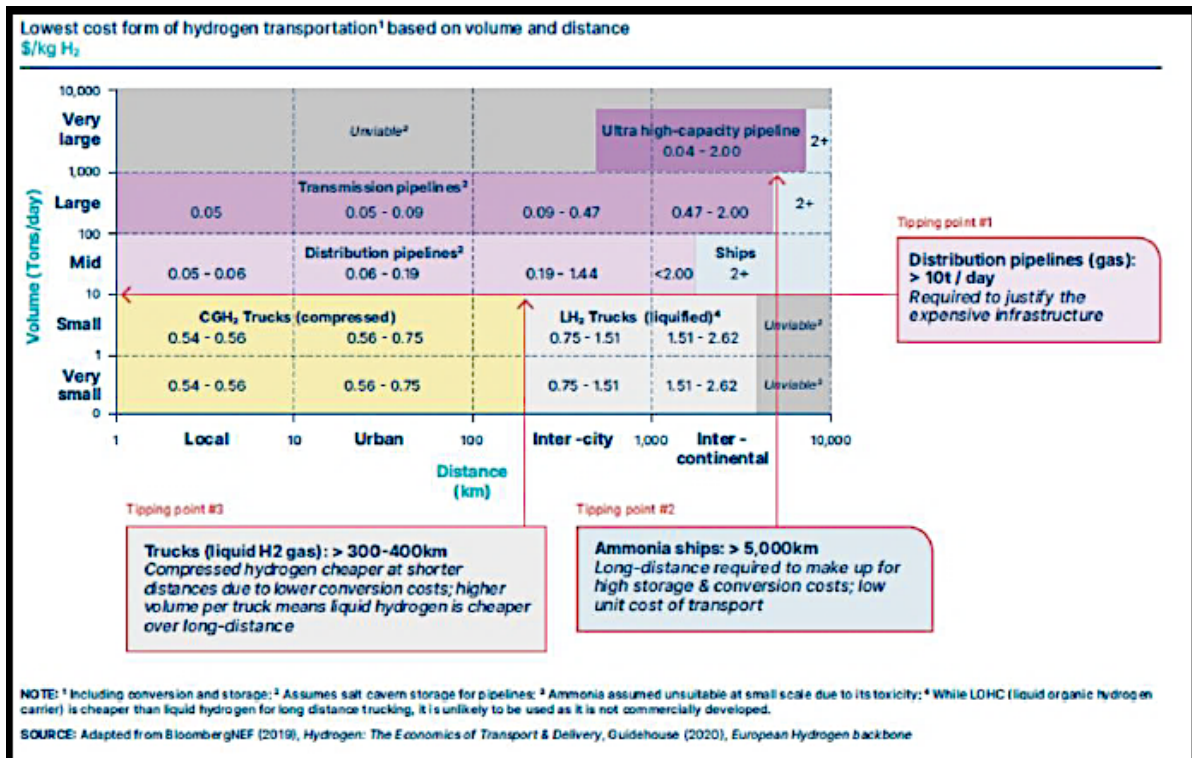 Lowest cost form of hydrogen transportation¹ based on volume and distance
$/kg H₂
Volume (Tons/day)
10,000
Very large
Unviable²
Ultra high-capacity pipeline
0.04 - 2.00
2+
1,000
Large
Transmission pipelines³
0.05
0.05 - 0.09
0.09 - 0.47
0.47 - 2.00
2+
100
Mid
Distribution pipelines²
0.05 - 0.06
0.06 - 0.19
0.19 - 1.44
<2.00
Ships
2+
10
Small
CGH₂ Trucks (compressed)
0.54 - 0.56
0.56 - 0.75
LH₂ Trucks (liquified)⁴
0.75 - 1.51
1.51 - 2.62
Unviable³
1
Very small
0.54 - 0.56
0.56 - 0.75
0.75 - 1.51
1.51 - 2.62
Unviable³
0
1
Local
10
Urban
100
Inter -city
1,000
Inter -
continental
10,000
Distance
(km)
Tipping point #1
Distribution pipelines (gas):
> 10t / day
Required to justify the
expensive infrastructure
Tipping point #3
Trucks (liquid H2 gas): > 300-400km
Compressed hydrogen cheaper at shorter
distances due to lower conversion costs; higher
volume per truck means liquid hydrogen is cheaper
over long-distance
Tipping point #2
Ammonia ships: > 5,000km
Long-distance required to make up for
high storage & conversion costs; low
unit cost of transport
NOTE: ¹ Including conversion and storage; ² Assumes salt cavern storage for pipelines; ³ Ammonia assumed unsuitable at small scale due to its toxicity; ⁴ While LOHC (liquid organic hydrogen
carrier) is cheaper than liquid hydrogen for long distance trucking, it is unlikely to be used as it is not commercially developed.
SOURCE: Adapted from BloombergNEF (2019), Hydrogen: The Economics of Transport & Delivery, Guidehouse (2020), European Hydrogen backbone